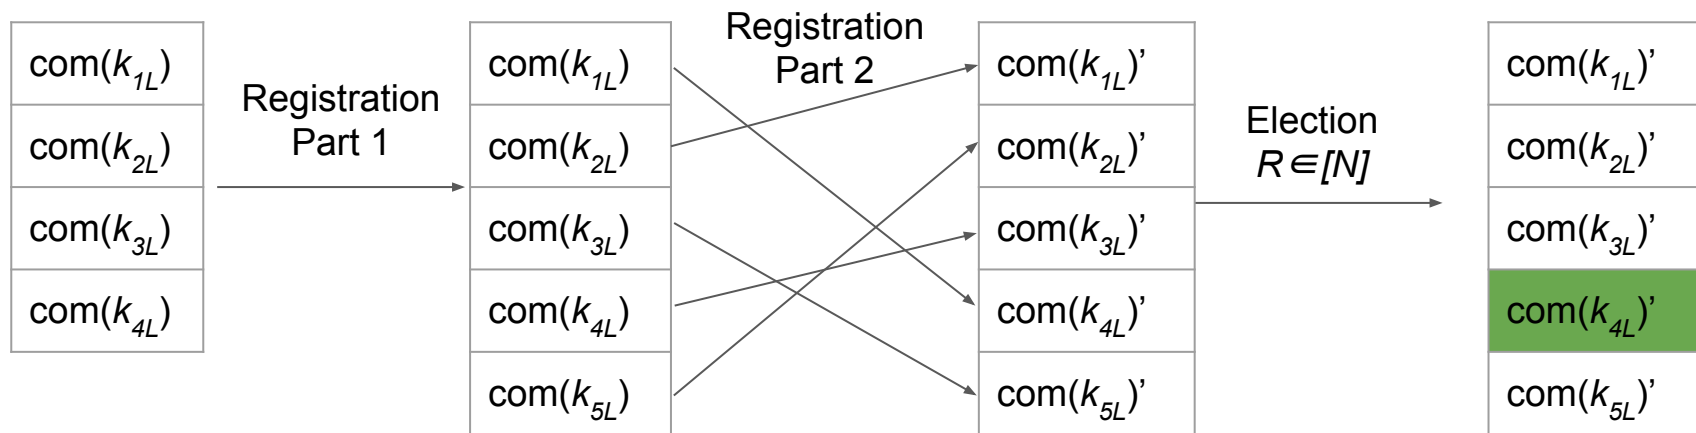 com(k1L)
com(k2L)
com(k3L)
com(k4L)
Registration
Part 1
com(k1L)
com(k2L)
com(k3L)
com(k4L)
com(k5L)
Registration
Part 2
com(k1L)’
com(k2L)’
com(k3L)’
com(k4L)’
com(k5L)’
Election
R∈[N]
com(k1L)’
com(k2L)’
com(k3L)’
com(k4L)’
com(k5L)’